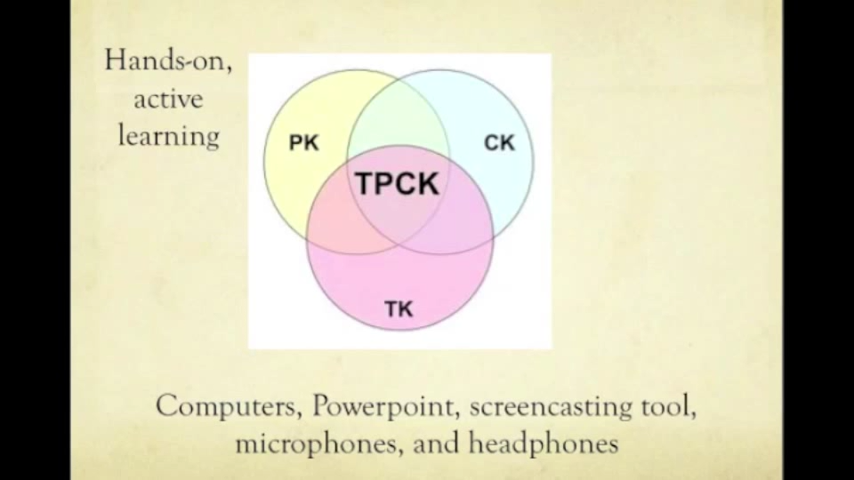 Hands-on,
active
learning
PK
CK
TPCK
TK
Computers, Powerpoint, screencasting tool,
microphones, and headphones